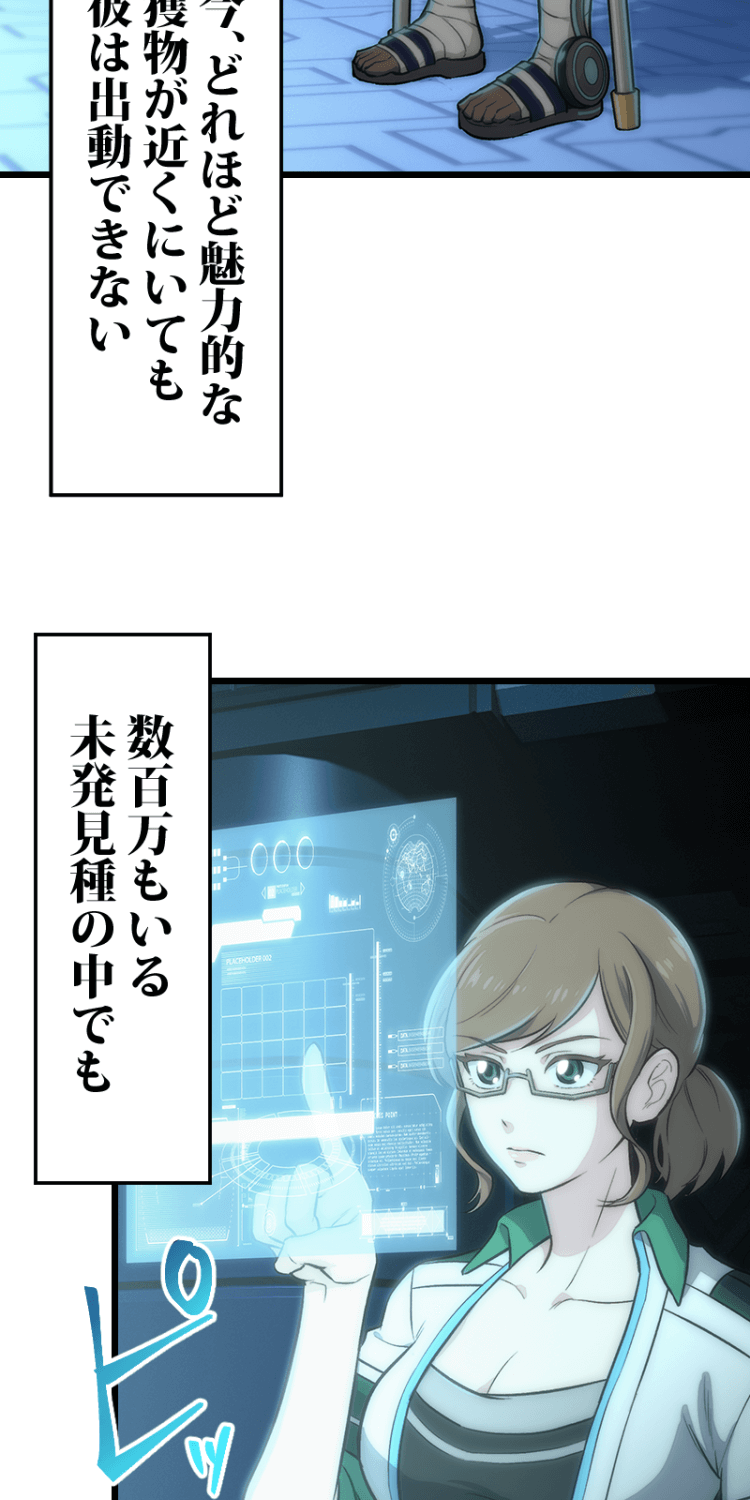 今、どれほど魅力的な
獲物が近くにいても
彼は出動できない
数百万もいる
未発見種の中でも
PLACEHOLDER 002
ピッ